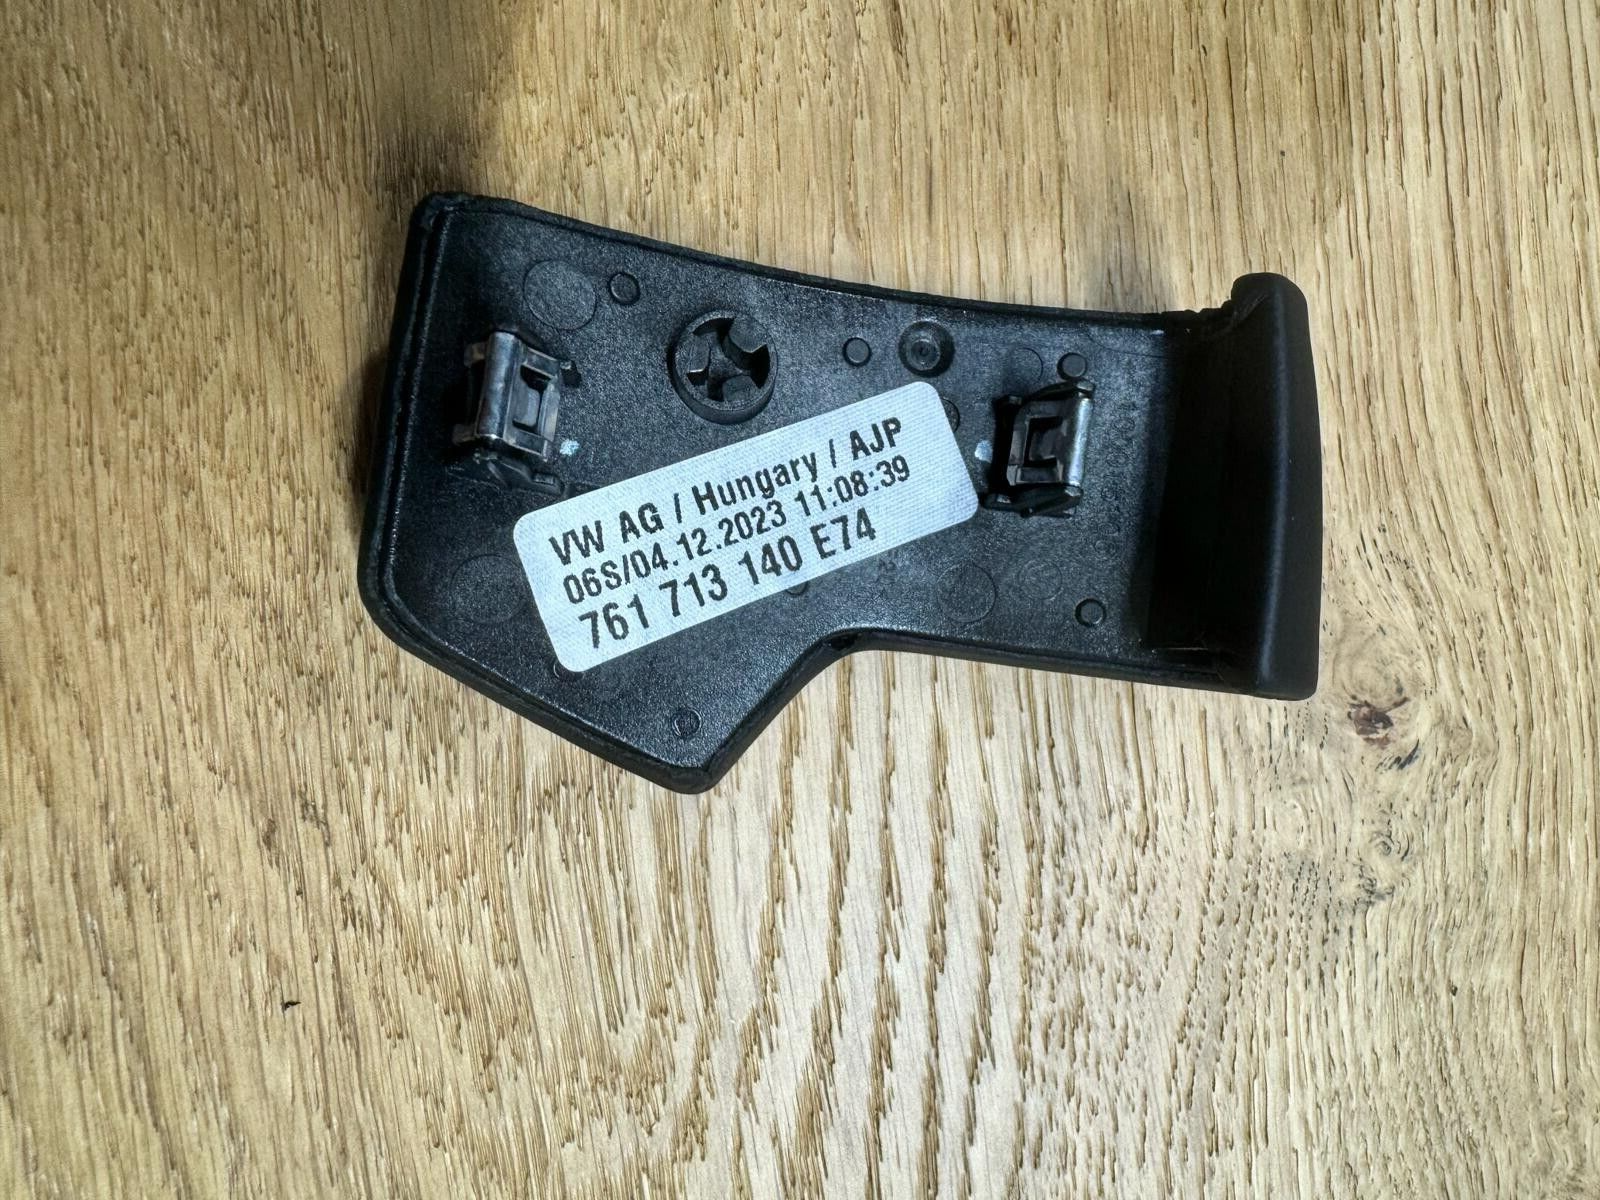 VW AG / Hungary / AJP
06S/04.12.2023 11:08:39
761 713 140 E74